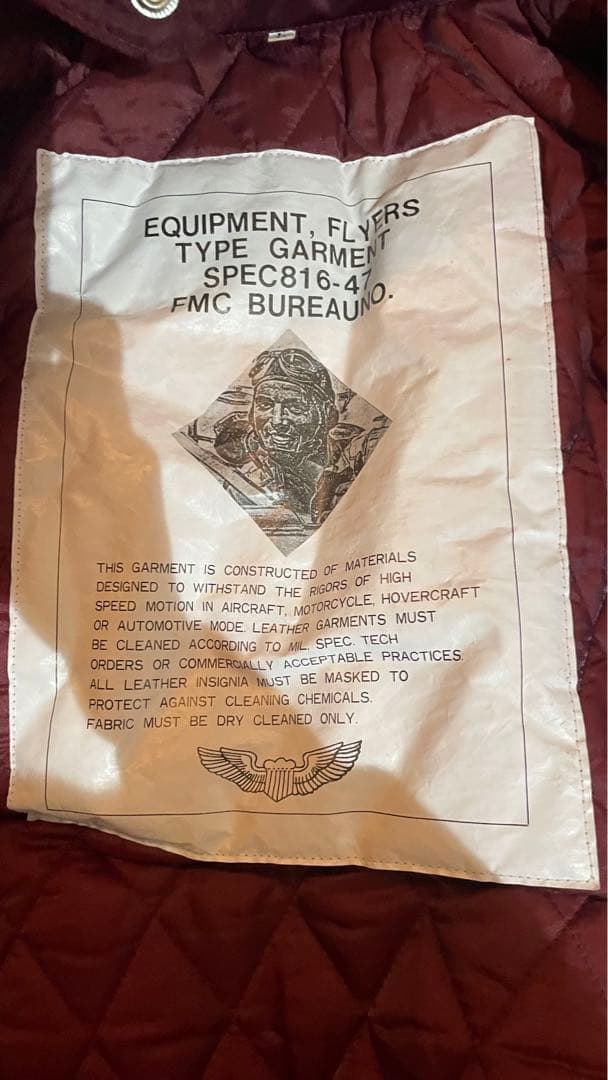 EQUIPMENT, FLYERS
TYPE GARMENT
SPEC816-47
FMC BUREAU NO.
THIS GARMENT IS CONSTRUCTED OF MATERIALS
DESIGNED TO WITHSTAND THE RIGORS OF HIGH
SPEED MOTION IN AIRCRAFT, MOTORCYCLE, HOVERCRAFT
OR AUTOMOTIVE MODE. LEATHER GARMENTS MUST
BE CLEANED ACCORDING TO MIL. SPEC. TECH
ORDERS OR COMMERCIALLY ACCEPTABLE PRACTICES.
ALL LEATHER INSIGNIA MUST BE MASKED TO
PROTECT AGAINST CLEANING CHEMICALS.
FABRIC MUST BE DRY CLEANED ONLY.